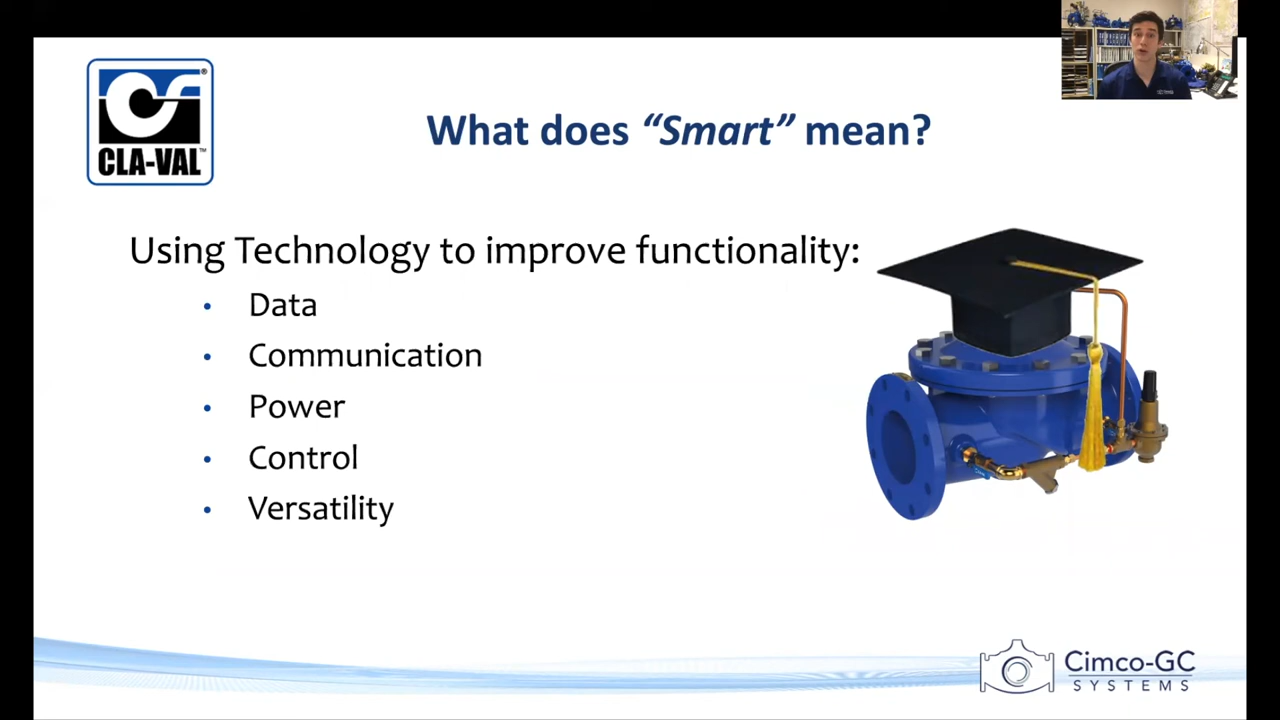 CLA-VAL
What does “Smart” mean?
Using Technology to improve functionality:
• Data
• Communication
• Power
• Control
• Versatility
Cimco-GC
SYSTEMS